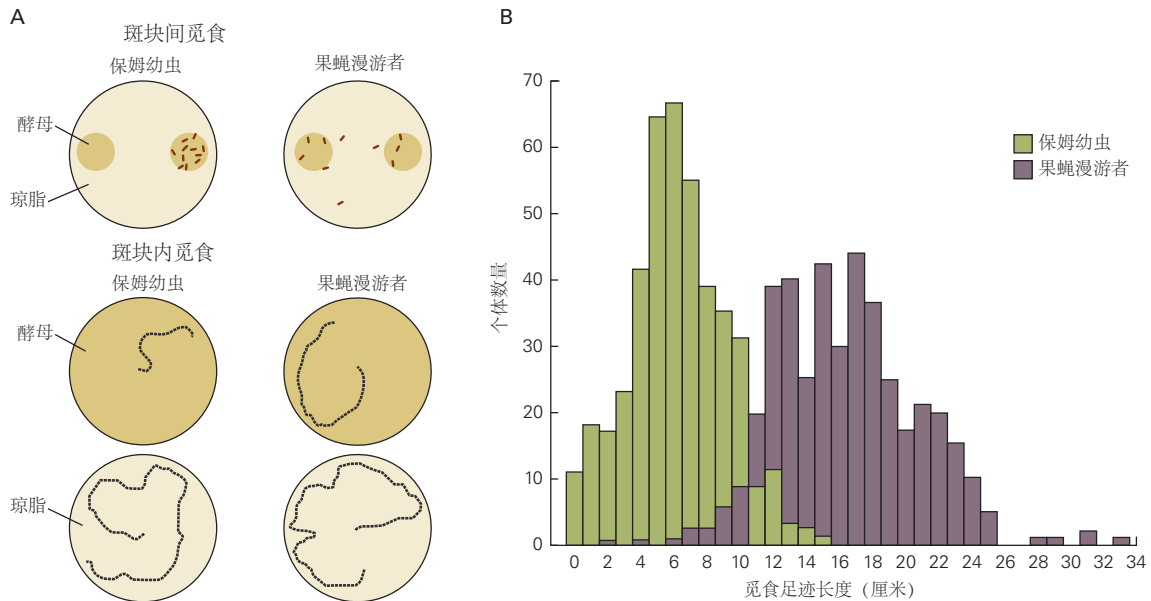 A
斑块间觅食
保姆幼虫
果蝇漫游者
酵母
琼脂
斑块内觅食
保姆幼虫
果蝇漫游者
酵母
琼脂
B
70
60
50
40
30
20
10
0
个体数量
保姆幼虫
果蝇漫游者
0 2 4 6 8 10 12 14 16 18 20 22 24 26 28 30 32 34
觅食足迹长度 (厘米)